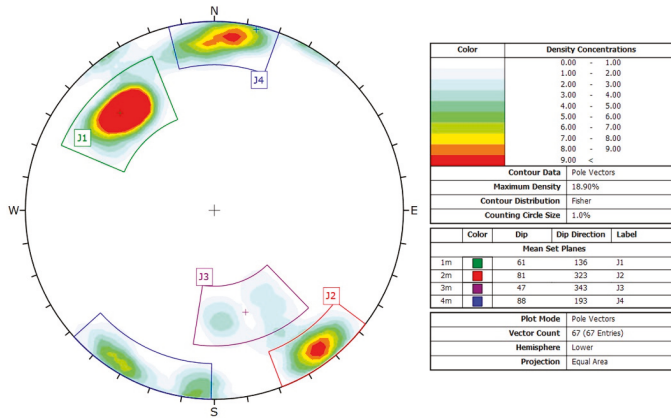 N
J4
J1
W
E
J3
J2
S
Color Density Concentrations
0.00 - 1.00
1.00 - 2.00
2.00 - 3.00
3.00 - 4.00
4.00 - 5.00
5.00 - 6.00
6.00 - 7.00
7.00 - 8.00
8.00 - 9.00
9.00 <
Contour Data Pole Vectors
Maximum Density 18.90%
Contour Distribution Fisher
Counting Circle Size 1.0%
Color Dip Dip Direction Label
Mean Set Planes
1m 61 136 J1
2m 81 323 J2
3m 47 343 J3
4m 88 193 J4
Plot Mode Pole Vectors
Vector Count 67 (67 Entries)
Hemisphere Lower
Projection Equal Area